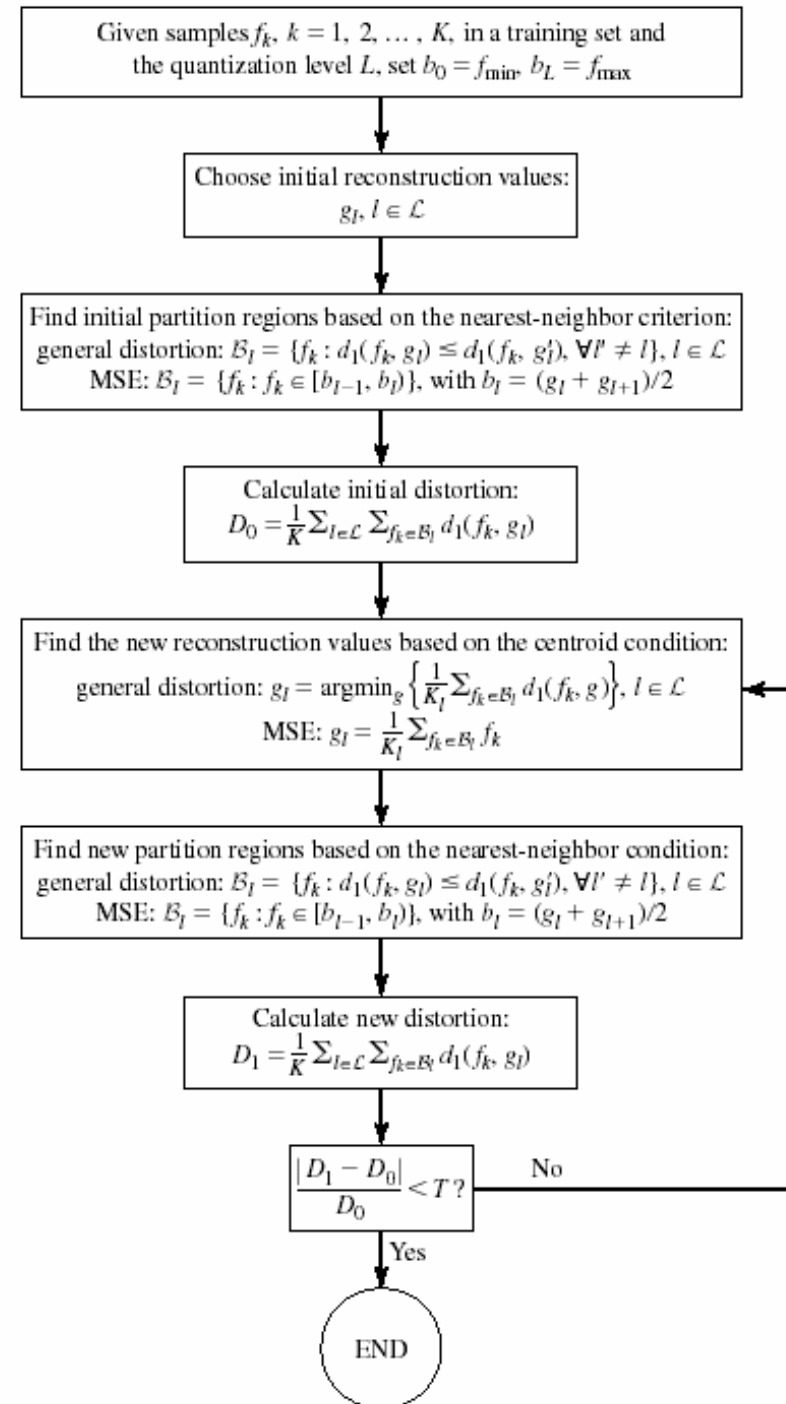 Given samples f_k, k = 1, 2, ... , K, in a training set and
the quantization level L, set b_0 = f_min, b_L = f_max
Choose initial reconstruction values:
g_l, l ∈ ℒ
Find initial partition regions based on the nearest-neighbor criterion:
general distortion: ℬ_l = {f_k : d_1(f_k, g_l) ≤ d_1(f_k, g_l'), ∀l' ≠ l}, l ∈ ℒ
MSE: ℬ_l = {f_k : f_k ∈ [b_{l−1}, b_l)}, with b_l = (g_l + g_{l+1})/2
Calculate initial distortion:
D_0 = 1/K ∑_{l∈ℒ} ∑_{f_k∈ℬ_l} d_1(f_k, g_l)
Find the new reconstruction values based on the centroid condition:
general distortion: g_l = argmin_g {1/K_l ∑_{f_k∈ℬ_l} d_1(f_k, g)}, l ∈ ℒ
MSE: g_l = 1/K_l ∑_{f_k∈ℬ_l} f_k
Find new partition regions based on the nearest-neighbor condition:
general distortion: ℬ_l = {f_k : d_1(f_k, g_l) ≤ d_1(f_k, g_l'), ∀l' ≠ l}, l ∈ ℒ
MSE: ℬ_l = {f_k : f_k ∈ [b_{l−1}, b_l)}, with b_l = (g_l + g_{l+1})/2
Calculate new distortion:
D_1 = 1/K ∑_{l∈ℒ} ∑_{f_k∈ℬ_l} d_1(f_k, g_l)
|D_1 − D_0|/D_0 < T?
No
Yes
END